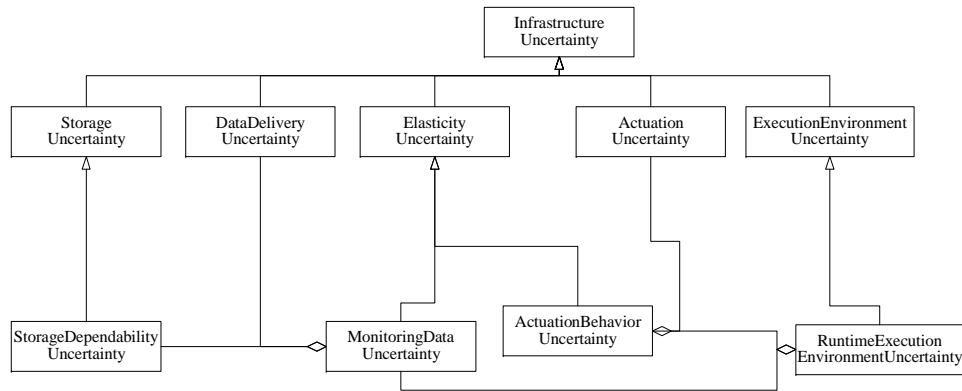 Infrastructure
Uncertainty
Storage
Uncertainty
DataDelivery
Uncertainty
Elasticity
Uncertainty
Actuation
Uncertainty
ExecutionEnvironment
Uncertainty
StorageDependability
Uncertainty
MonitoringData
Uncertainty
ActuationBehavior
Uncertainty
RuntimeExecution
EnvironmentUncertainty